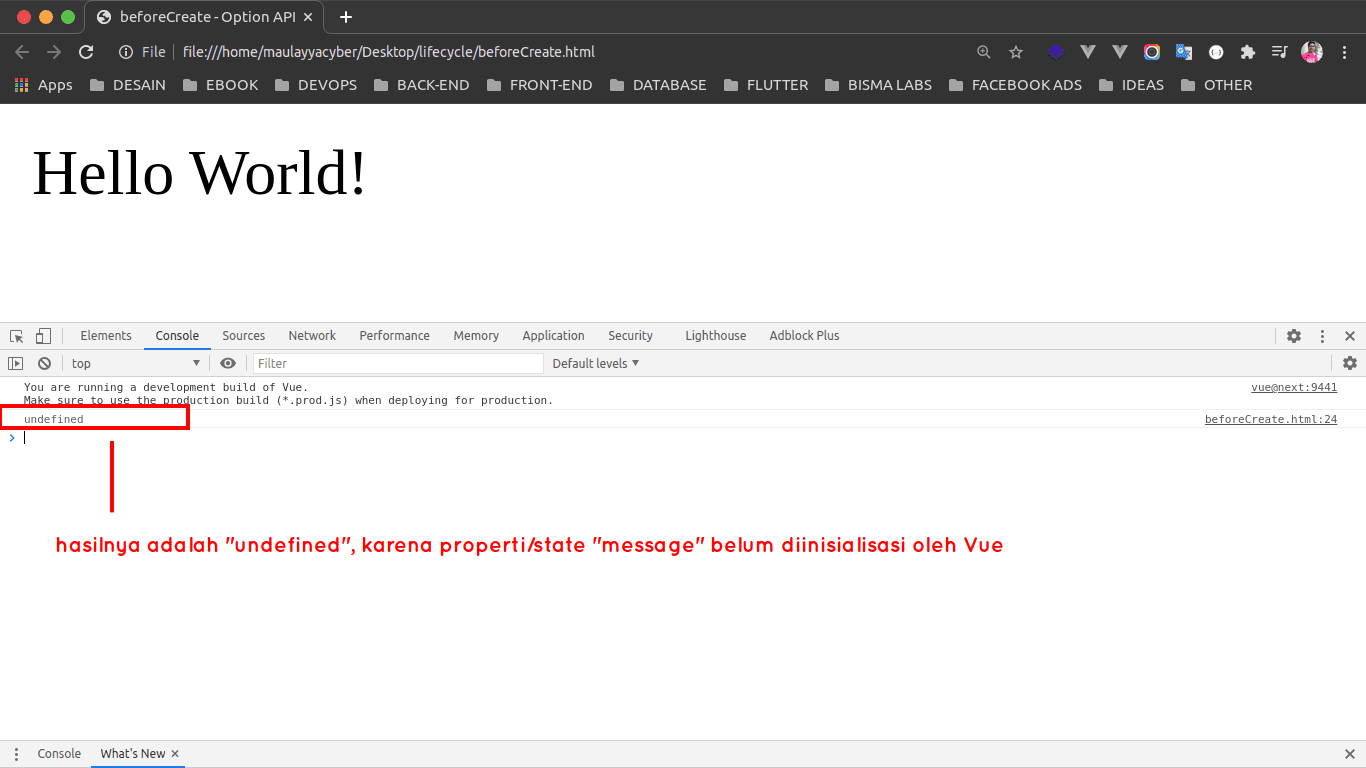 beforeCreate - Option API
File
file:///home/maulayyacyber/Desktop/lifecycle/beforeCreate.html
Apps DESAIN EBOOK DEVOPS BACK-END FRONT-END DATABASE FLUTTER BISMA LABS FACEBOOK ADS IDEAS OTHER
Hello World!
Elements Console Sources Network Performance Memory Application Security Lighthouse Adblock Plus
top Filter Default levels
You are running a development build of Vue. vue@next:9441
Make sure to use the production build (*.prod.js) when deploying for production.
undefined beforeCreate.html:24
hasilnya adalah "undefined", karena properti/state "message" belum diinisialisasi oleh Vue
Console What's New